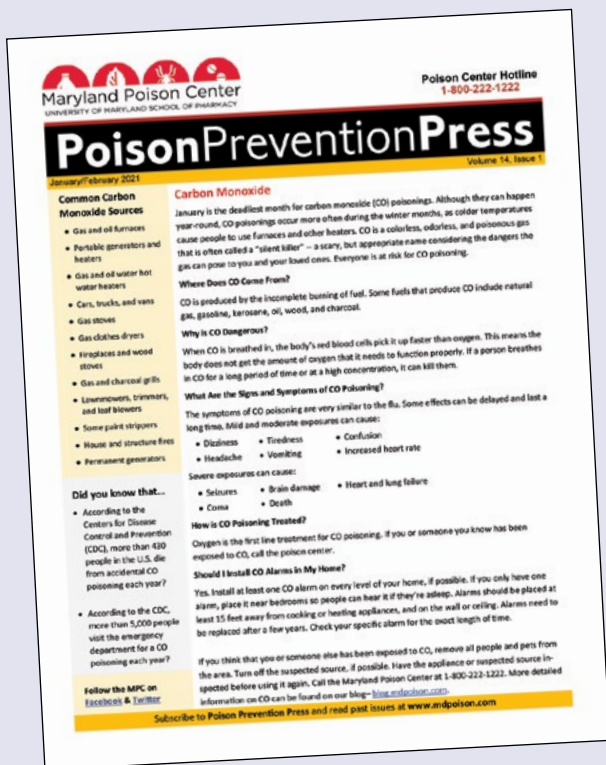 Maryland Poison Center
UNIVERSITY OF MARYLAND SCHOOL OF PHARMACY
Poison Center Hotline
1-800-222-1222
PoisonPreventionPress
January/February 2021
Volume 14, Issue 1
Common Carbon
Monoxide Sources
• Gas and oil furnaces
• Portable generators and
heaters
• Gas and oil water hot
water heaters
• Cars, trucks, and vans
• Gas stoves
• Gas clothes dryers
• Fireplaces and wood
stoves
• Gas and charcoal grills
• Lawnmowers, trimmers,
and leaf blowers
• Some paint strippers
• House and structure fires
• Permanent generators
Did you know that...
• According to the
Centers for Disease
Control and Prevention
(CDC), more than 430
people in the U.S. die
from accidental CO
poisoning each year?
• According to the CDC,
more than 5,000 people
visit the emergency
department for a CO
poisoning each year?
Follow the MPC on
Facebook & Twitter
Carbon Monoxide
January is the deadliest month for carbon monoxide (CO) poisonings. Although they can happen
year-round, CO poisonings occur more often during the winter months, as colder temperatures
cause people to use furnaces and other heaters. CO is a colorless, odorless, and poisonous gas
that is often called a "silent killer" – a scary, but appropriate name considering the dangers the
gas can pose to you and your loved ones. Everyone is at risk for CO poisoning.
Where Does CO Come From?
CO is produced by the incomplete burning of fuel. Some fuels that produce CO include natural
gas, gasoline, kerosene, oil, wood, and charcoal.
Why is CO Dangerous?
When CO is breathed in, the body's red blood cells pick it up faster than oxygen. This means the
body does not get the amount of oxygen that it needs to function properly. If a person breathes
in CO for a long period of time or at a high concentration, it can kill them.
What Are the Signs and Symptoms of CO Poisoning?
The symptoms of CO poisoning are very similar to the flu. Some effects can be delayed and last a
long time. Mild and moderate exposures can cause:
• Dizziness • Tiredness • Confusion
• Headache • Vomiting • Increased heart rate
Severe exposures can cause:
• Seizures • Brain damage • Heart and lung failure
• Coma • Death
How is CO Poisoning Treated?
Oxygen is the first line treatment for CO poisoning. If you or someone you know has been
exposed to CO, call the poison center.
Should I Install CO Alarms in My Home?
Yes. Install at least one CO alarm on every level of your home, if possible. If you only have one
alarm, place it near bedrooms so people can hear it if they're asleep. Alarms should be placed at
least 15 feet away from cooking or heating appliances, and on the wall or ceiling. Alarms need to
be replaced after a few years. Check your specific alarm for the exact length of time.
If you think that you or someone else has been exposed to CO, remove all people and pets from
the area. Turn off the suspected source, if possible. Have the appliance or suspected source in-
spected before using it again. Call the Maryland Poison Center at 1-800-222-1222. More detailed
information on CO can be found on our blog– blog.mdpoison.com.
Subscribe to Poison Prevention Press and read past issues at www.mdpoison.com